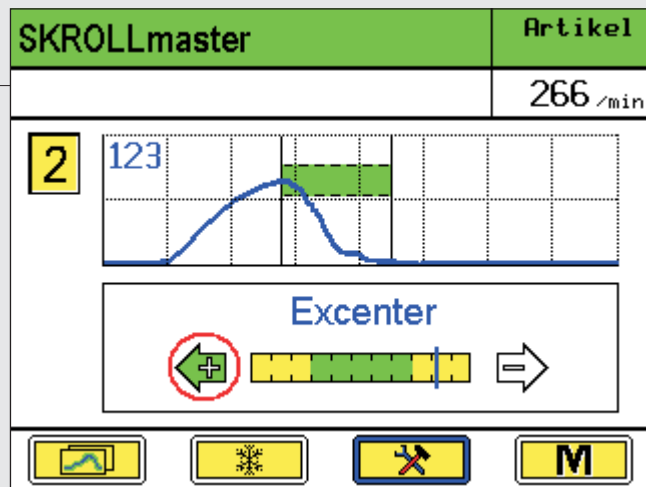 SKROLLmaster
Artikel
266 /min
2
123
Excenter
+
-
M